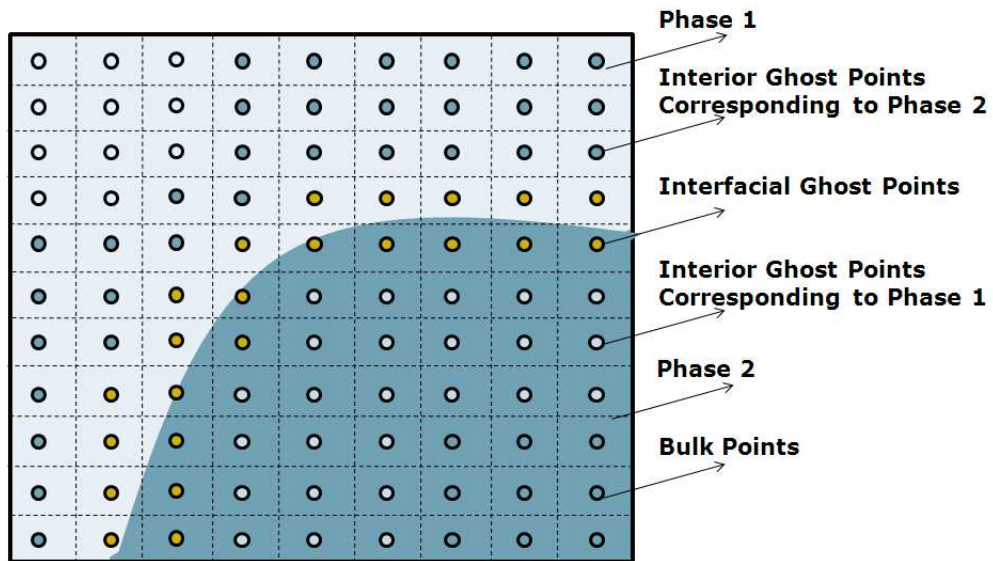 Phase 1
Interior Ghost Points
Corresponding to Phase 2
Interfacial Ghost Points
Interior Ghost Points
Corresponding to Phase 1
Phase 2
Bulk Points